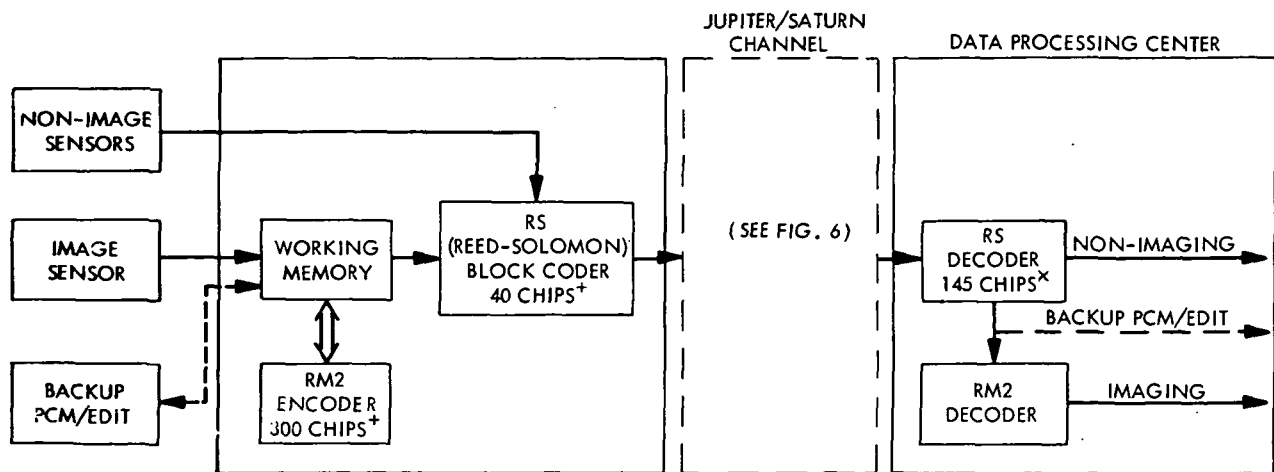 JUPITER/SATURN
CHANNEL
DATA PROCESSING CENTER
NON-IMAGE
SENSORS
IMAGE
SENSOR
BACKUP
PCM/EDIT
WORKING
MEMORY
RM2
ENCODER
300 CHIPS+
RS
(REED-SOLOMON)
BLOCK CODER
40 CHIPS+
(SEE FIG. 6)
RS
DECODER
145 CHIPS×
NON-IMAGING
BACKUP PCM/EDIT
RM2
DECODER
IMAGING